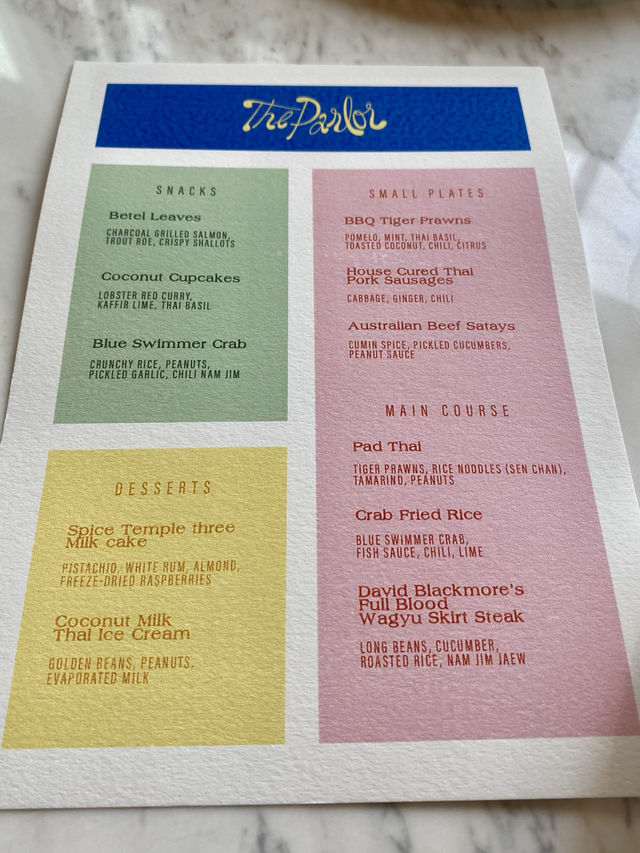 The Parlor
SNACKS
Betel Leaves
CHARCOAL GRILLED SALMON,
TROUT ROE, CRISPY SHALLOTS
Coconut Cupcakes
LOBSTER RED CURRY,
KAFFIR LIME, THAI BASIL
Blue Swimmer Crab
CRUNCHY RICE, PEANUTS,
PICKLED GARLIC, CHILI NAM JIM
DESSERTS
Spice Temple three
Milk cake
PISTACHIO, WHITE RUM, ALMOND,
FREEZE-DRIED RASPBERRIES
Coconut Milk
Thai Ice Cream
GOLDEN BEANS, PEANUTS,
EVAPORATED MILK
SMALL PLATES
BBQ Tiger Prawns
POMELO, MINT, THAI BASIL,
TOASTED COCONUT, CHILI, CITRUS
House Cured Thai
Pork Sausages
CABBAGE, GINGER, CHILI
Australian Beef Satays
CUMIN SPICE, PICKLED CUCUMBERS,
PEANUT SAUCE
MAIN COURSE
Pad Thai
TIGER PRAWNS, RICE NOODLES (SEN CHAN),
TAMARIND, PEANUTS
Crab Fried Rice
BLUE SWIMMER CRAB,
FISH SAUCE, CHILI, LIME
David Blackmore's
Full Blood
Wagyu Skirt Steak
LONG BEANS, CUCUMBER,
ROASTED RICE, NAM JIM JAEW